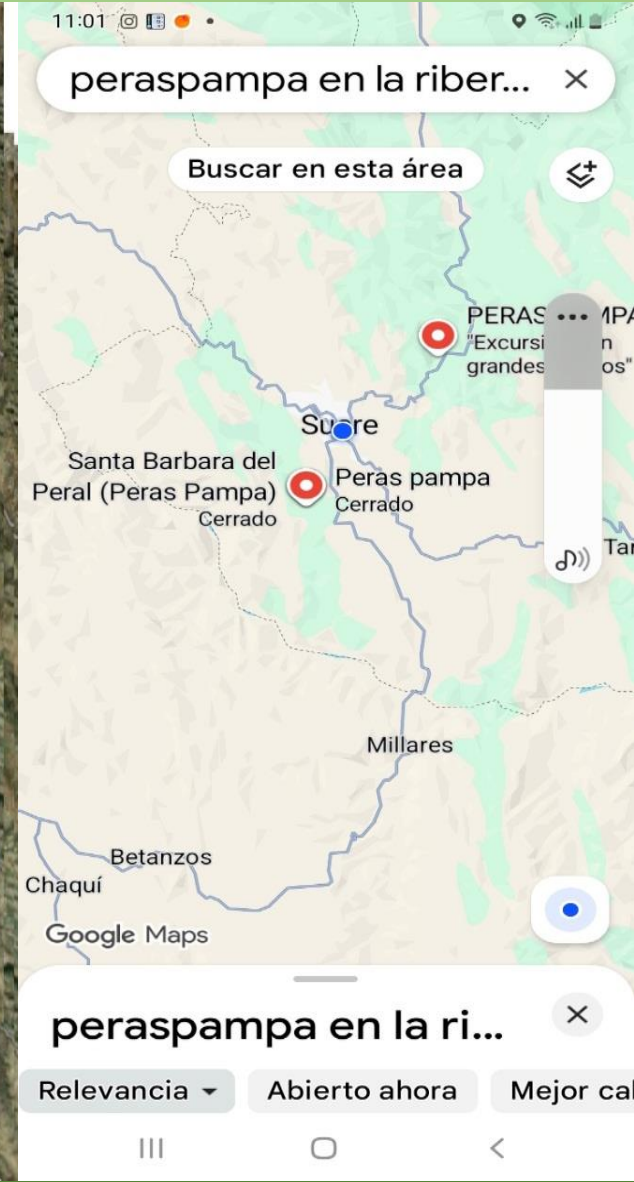 11:01
peraspampa en la riber...
Buscar en esta área
PERAS
"Excursi
grandes
Sucre
Santa Barbara del
Peral (Peras Pampa)
Cerrado
Peras pampa
Cerrado
Millares
Betanzos
Chaquí
Google Maps
peraspampa en la ri...
Relevancia
Abierto ahora
Mejor